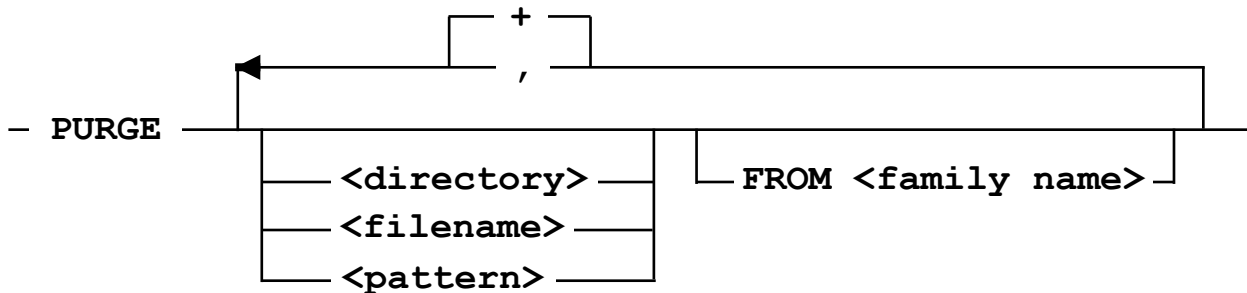 +
,
– PURGE
<directory> FROM <family name>
<filename>
<pattern>